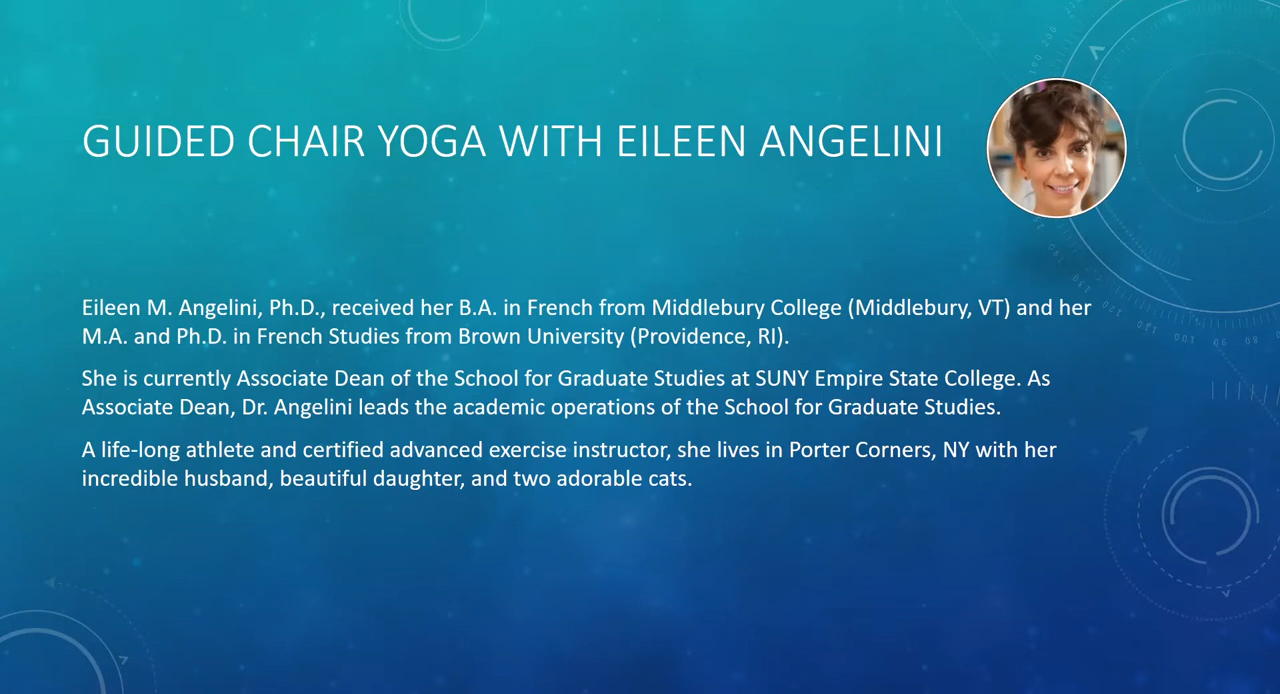 GUIDED CHAIR YOGA WITH EILEEN ANGELINI
Eileen M. Angelini, Ph.D., received her B.A. in French from Middlebury College (Middlebury, VT) and her
M.A. and Ph.D. in French Studies from Brown University (Providence, RI).
She is currently Associate Dean of the School for Graduate Studies at SUNY Empire State College. As
Associate Dean, Dr. Angelini leads the academic operations of the School for Graduate Studies.
A life-long athlete and certified advanced exercise instructor, she lives in Porter Corners, NY with her
incredible husband, beautiful daughter, and two adorable cats.